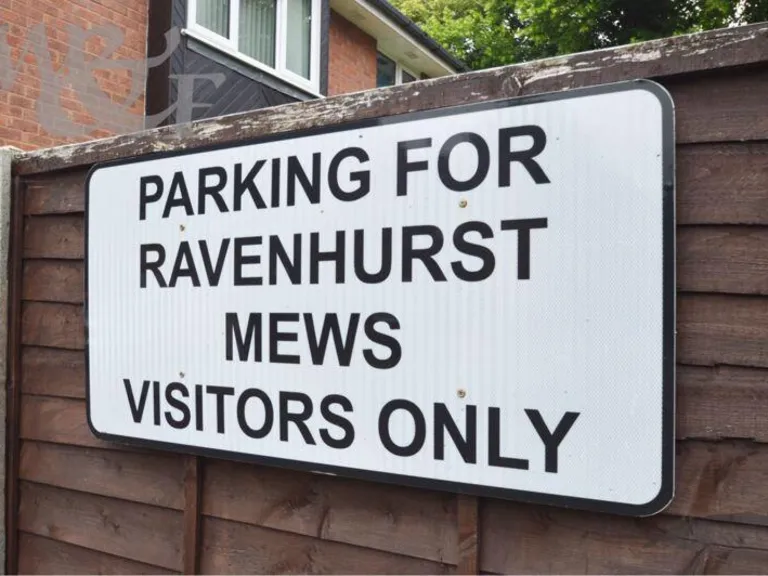 M&F
PARKING FOR
RAVENHURST
MEWS
VISITORS ONLY